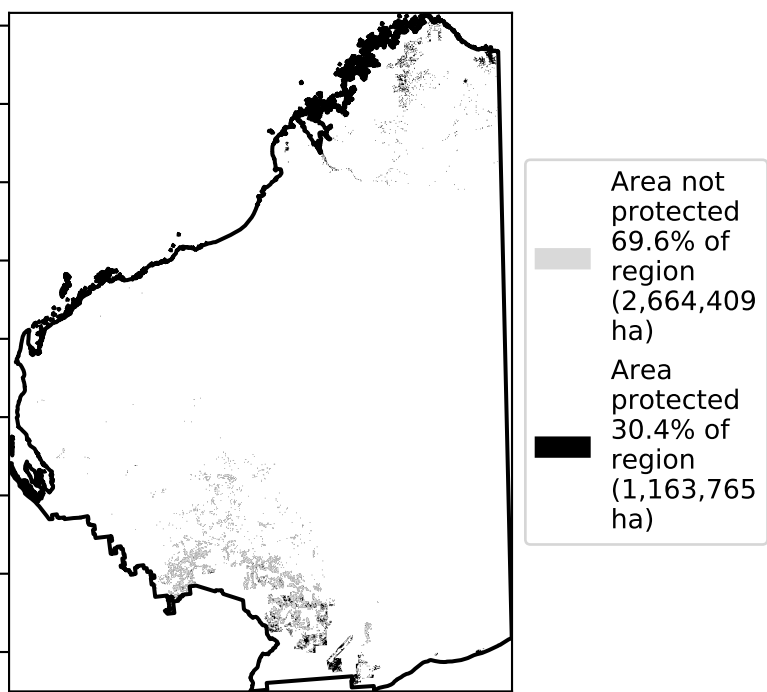 Area not
protected
69.6% of
region
(2,664,409
ha)
Area
protected
30.4% of
region
(1,163,765
ha)